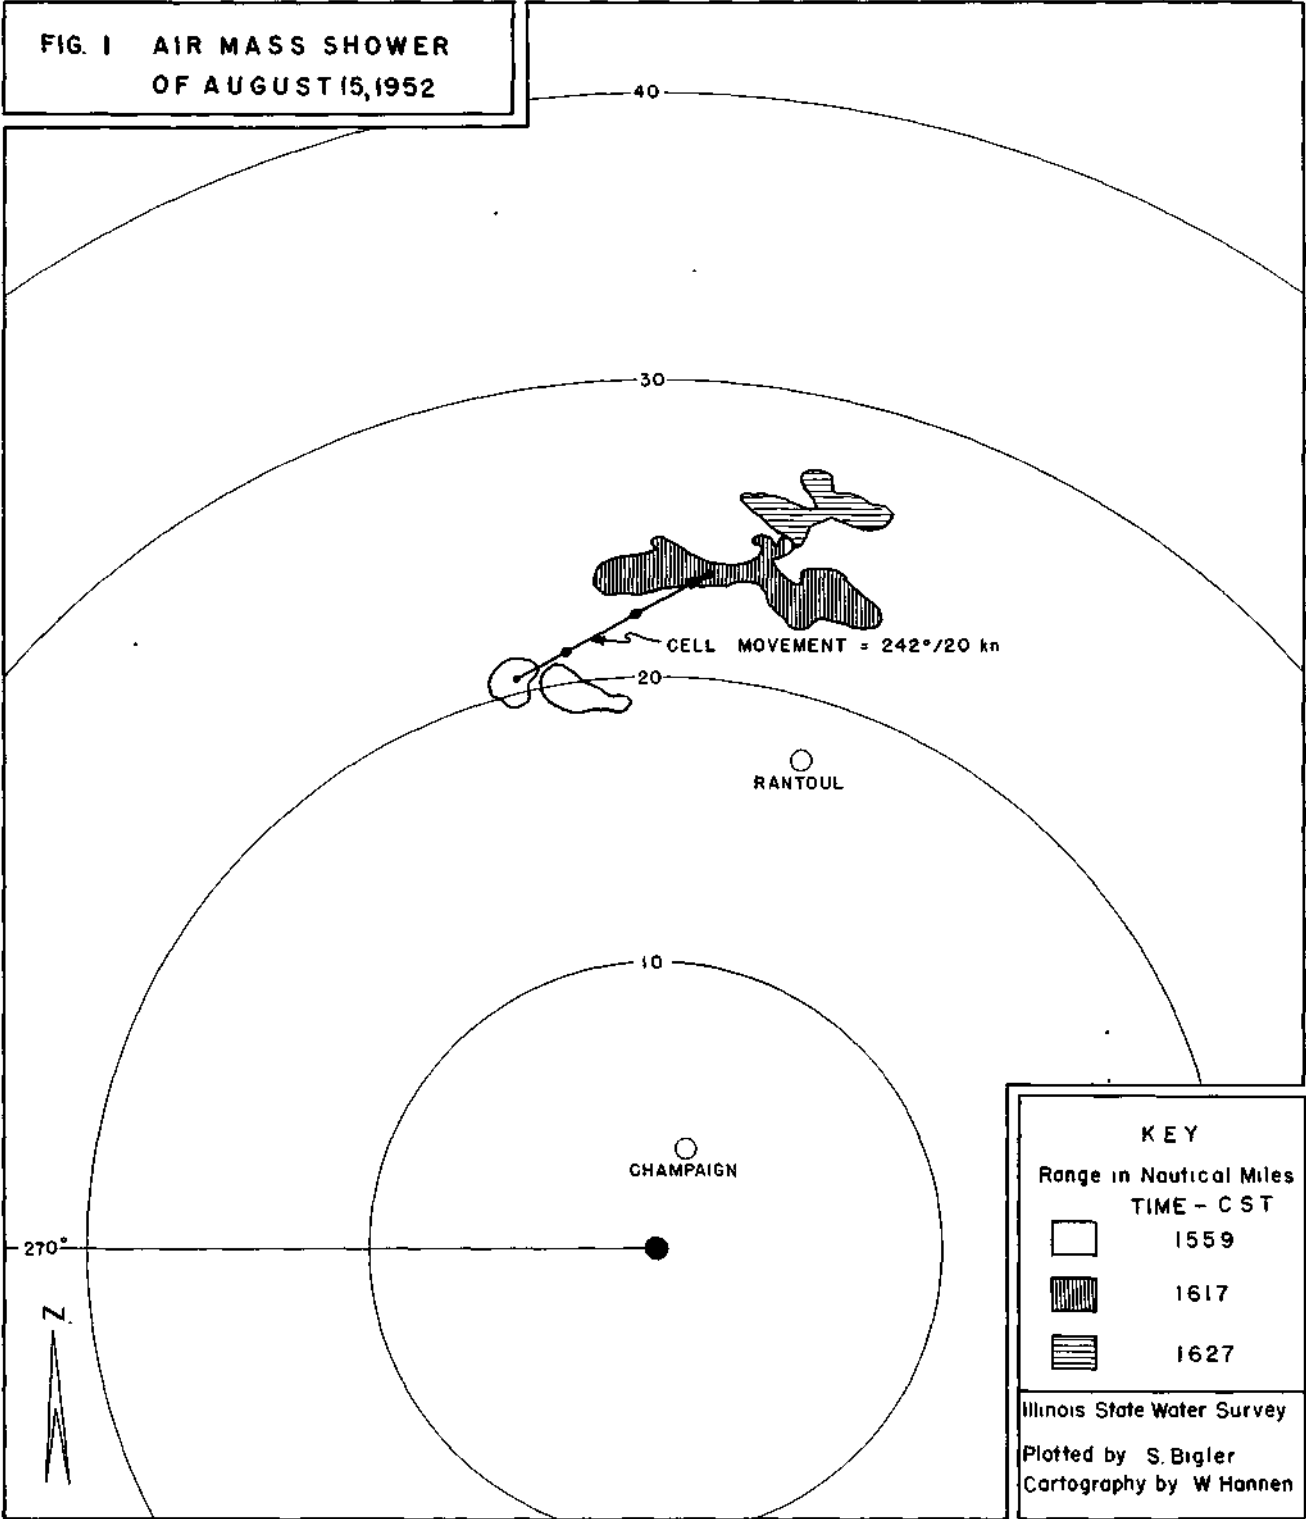 FIG. 1 AIR MASS SHOWER
OF AUGUST 15, 1952
40
30
CELL MOVEMENT = 242°/20 kn
20
RANTOUL
10
CHAMPAIGN
270°
N
KEY
Range in Nautical Miles
TIME - CST
1559
1617
1627
Illinois State Water Survey
Plotted by S. Bigler
Cartography by W Hannen